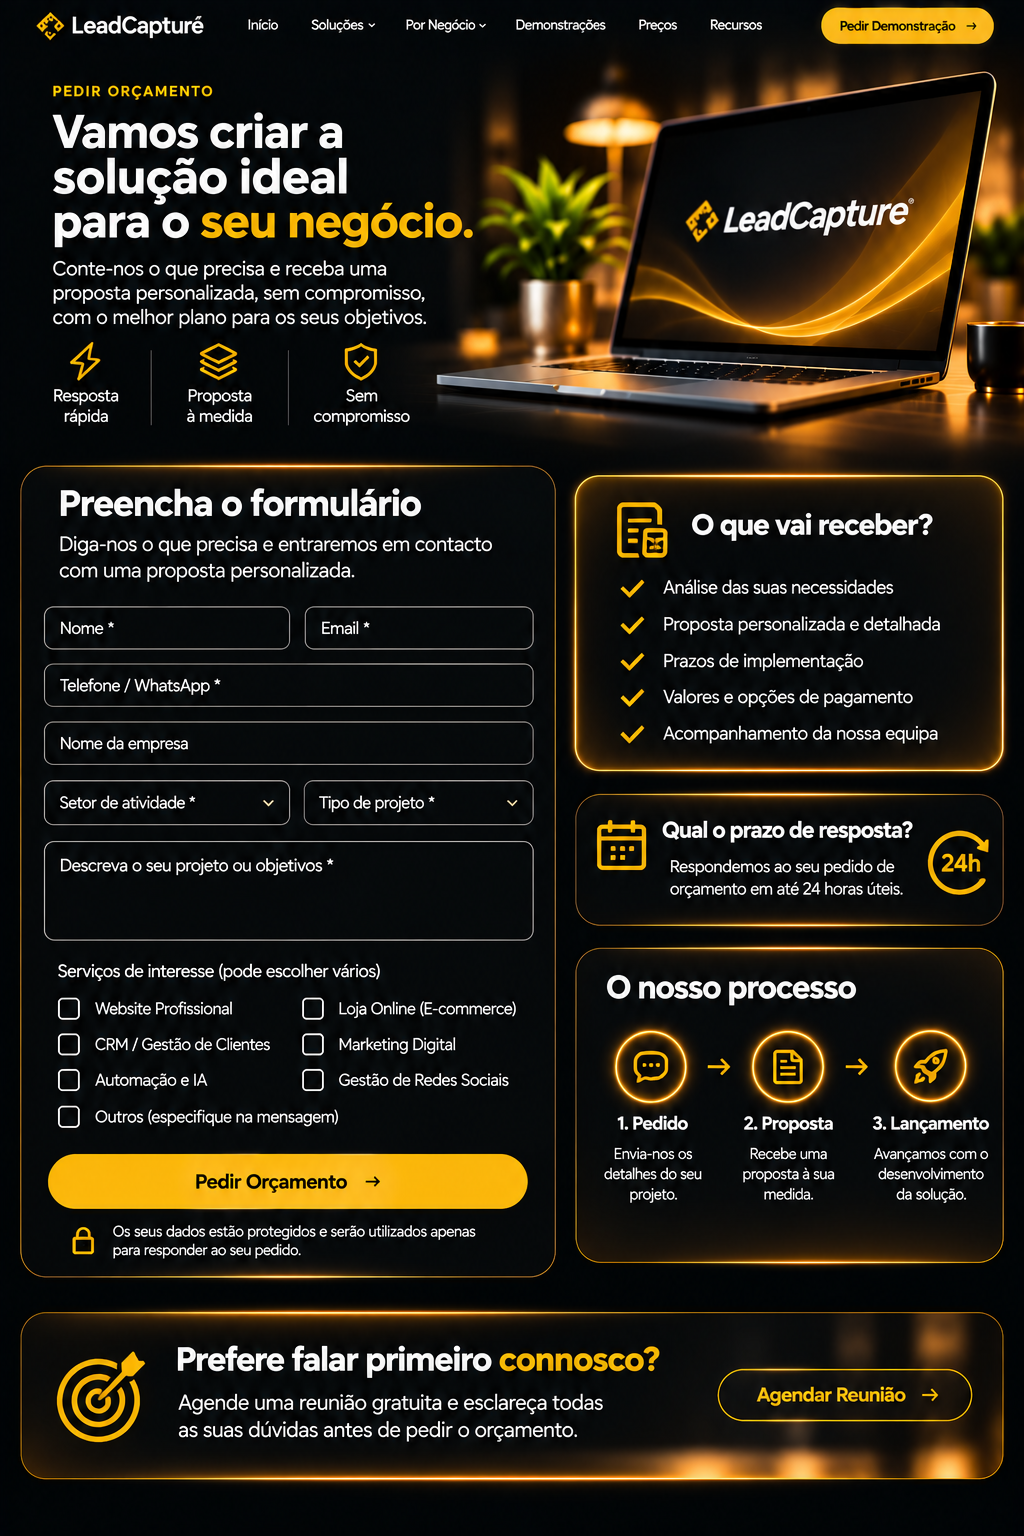 LeadCapturé
Início
Soluções
Por Negócio
Demonstrações
Preços
Recursos
Pedir Demonstração →
PEDIR ORÇAMENTO
Vamos criar a
solução ideal
para o seu negócio.
Conte-nos o que precisa e receba uma
proposta personalizada, sem compromisso,
com o melhor plano para os seus objetivos.
Resposta
rápida
Proposta
à medida
Sem
compromisso
LeadCapture®
Preencha o formulário
Diga-nos o que precisa e entraremos em contacto
com uma proposta personalizada.
Nome *
Email *
Telefone / WhatsApp *
Nome da empresa
Setor de atividade *
Tipo de projeto *
Descreva o seu projeto ou objetivos *
Serviços de interesse (pode escolher vários)
Website Profissional
Loja Online (E-commerce)
CRM / Gestão de Clientes
Marketing Digital
Automação e IA
Gestão de Redes Sociais
Outros (especifique na mensagem)
Pedir Orçamento →
Os seus dados estão protegidos e serão utilizados apenas
para responder ao seu pedido.
O que vai receber?
Análise das suas necessidades
Proposta personalizada e detalhada
Prazos de implementação
Valores e opções de pagamento
Acompanhamento da nossa equipa
Qual o prazo de resposta?
Respondemos ao seu pedido de
orçamento em até 24 horas úteis.
24h
O nosso processo
1. Pedido
Envia-nos os
detalhes do seu
projeto.
2. Proposta
Recebe uma
proposta à sua
medida.
3. Lançamento
Avançamos com o
desenvolvimento
da solução.
Prefere falar primeiro connosco?
Agende uma reunião gratuita e esclareça todas
as suas dúvidas antes de pedir o orçamento.
Agendar Reunião →